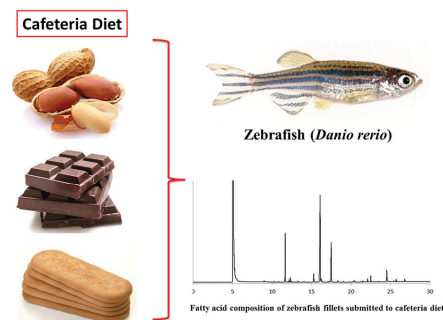 Cafeteria Diet
Zebrafish (Danio rerio)
3 5 10 15 20 25 30
Fatty acid composition of zebrafish fillets submitted to cafeteria diet